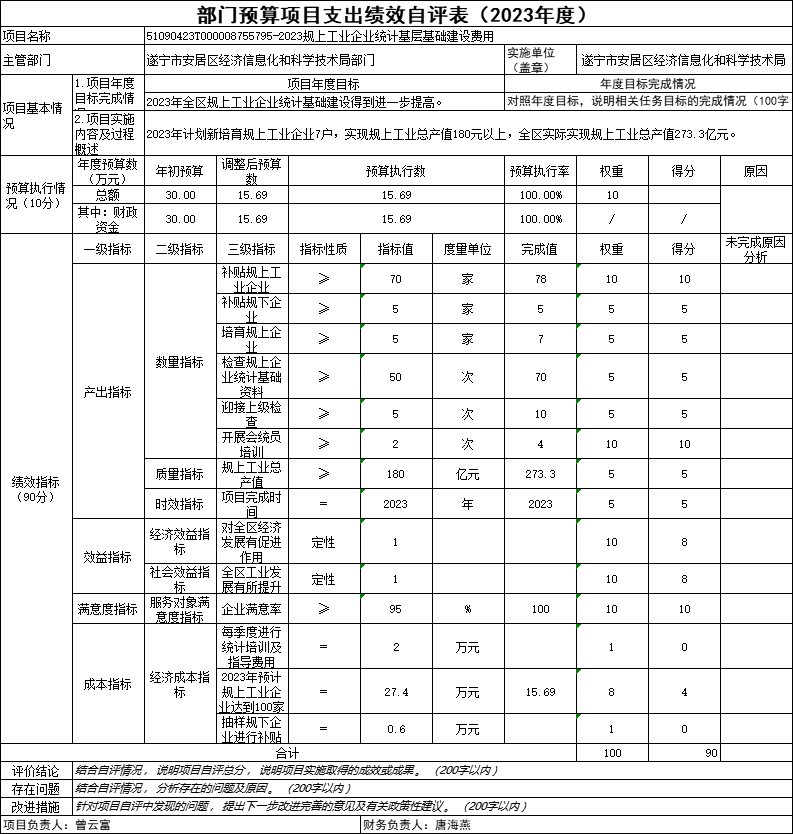 部门预算项目支出绩效自评表（2023年度）
项目名称 51090423T000008755795-2023规上工业企业统计基层基础建设费用
主管部门 遂宁市安居区经济信息化和科学技术局部门 实施单位（盖章） 遂宁市安居区经济信息化和科学技术局
项目基本情况 1.项目年度目标完成情 项目年度目标 年度目标完成情况
2023年全区规上工业企业统计基础建设得到进一步提高。 对照年度目标，说明相关任务目标的完成情况（100字
2.项目实施内容及过程概述 2023年计划新培育规上工业企业7户，实现规上工业总产值180元以上，全区实际实现规上工业总产值273.3亿元。
预算执行情况（10分） 年度预算数（万元） 年初预算 调整后预算数 预算执行数 预算执行率 权重 得分 原因
总额 30.00 15.69 15.69 100.00% 10
其中：财政资金 30.00 15.69 15.69 100.00% / /
绩效指标（90分） 一级指标 二级指标 三级指标 指标性质 指标值 度量单位 完成值 权重 得分 未完成原因分析
产出指标 数量指标 补贴规上工业企业 ≥ 70 家 78 10 10
补贴规下企业 ≥ 5 家 5 5 5
培育规上企业 ≥ 5 家 7 5 5
检查规上企业统计基础资料 ≥ 50 次 70 5 5
迎接上级检查 ≥ 5 次 10 5 5
开展会统员培训 ≥ 2 次 4 10 10
质量指标 规上工业总产值 ≥ 180 亿元 273.3 5 5
时效指标 项目完成时间 = 2023 年 2023 5 5
效益指标 经济效益指标 对全区经济发展有促进作用 定性 1 10 8
社会效益指标 全区工业发展有所提升 定性 1 10 8
满意度指标 服务对象满意度指标 企业满意率 ≥ 95 % 100 10 10
成本指标 经济成本指标 每季度进行统计培训及指导费用 = 2 万元 1 0
2023年预计规上工业企业达到100家 = 27.4 万元 15.69 8 4
抽样规下企业进行补贴 = 0.6 万元 1 0
合计 100 90
评价结论 结合自评情况，说明项目自评总分，说明项目实施取得的成效或成果。（200字以内）
存在问题 结合自评情况，分析存在的问题及原因。（200字以内）
改进措施 针对项目自评中发现的问题，提出下一步改进完善的意见及有关政策性建议。（200字以内）
项目负责人：曾云富 财务负责人：唐海燕